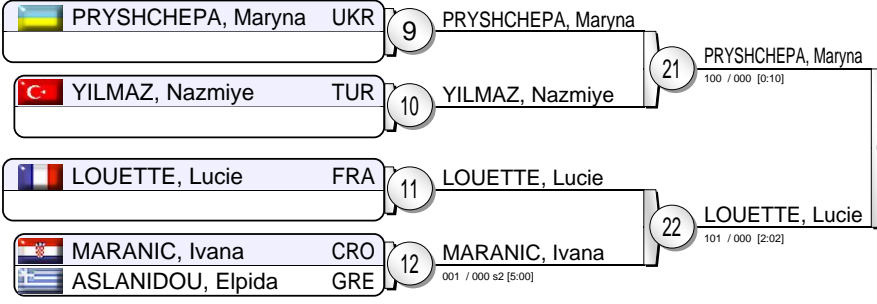 PRYSHCHEPA, Maryna UKR
9
PRYSHCHEPA, Maryna
21
PRYSHCHEPA, Maryna
100 / 000 [0:10]
YILMAZ, Nazmiye TUR
10
YILMAZ, Nazmiye
LOUETTE, Lucie FRA
11
LOUETTE, Lucie
22
LOUETTE, Lucie
101 / 000 [2:02]
MARANIC, Ivana CRO
ASLANIDOU, Elpida GRE
12
MARANIC, Ivana
001 / 000 s2 [5:00]